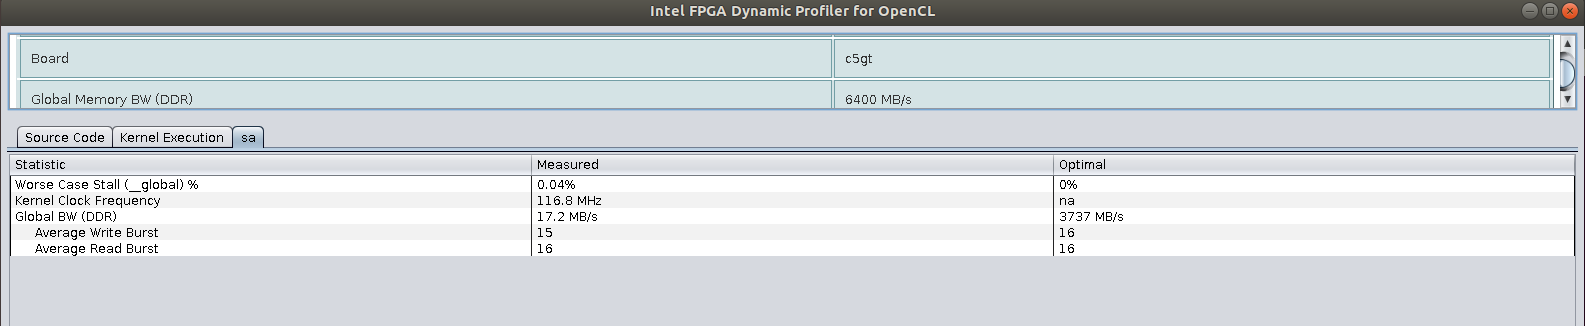 Intel FPGA Dynamic Profiler for OpenCL
Board c5gt
Global Memory BW (DDR) 6400 MB/s
Source Code Kernel Execution sa
Statistic Measured Optimal
Worse Case Stall (__global) % 0.04% 0%
Kernel Clock Frequency 116.8 MHz na
Global BW (DDR) 17.2 MB/s 3737 MB/s
Average Write Burst 15 16
Average Read Burst 16 16